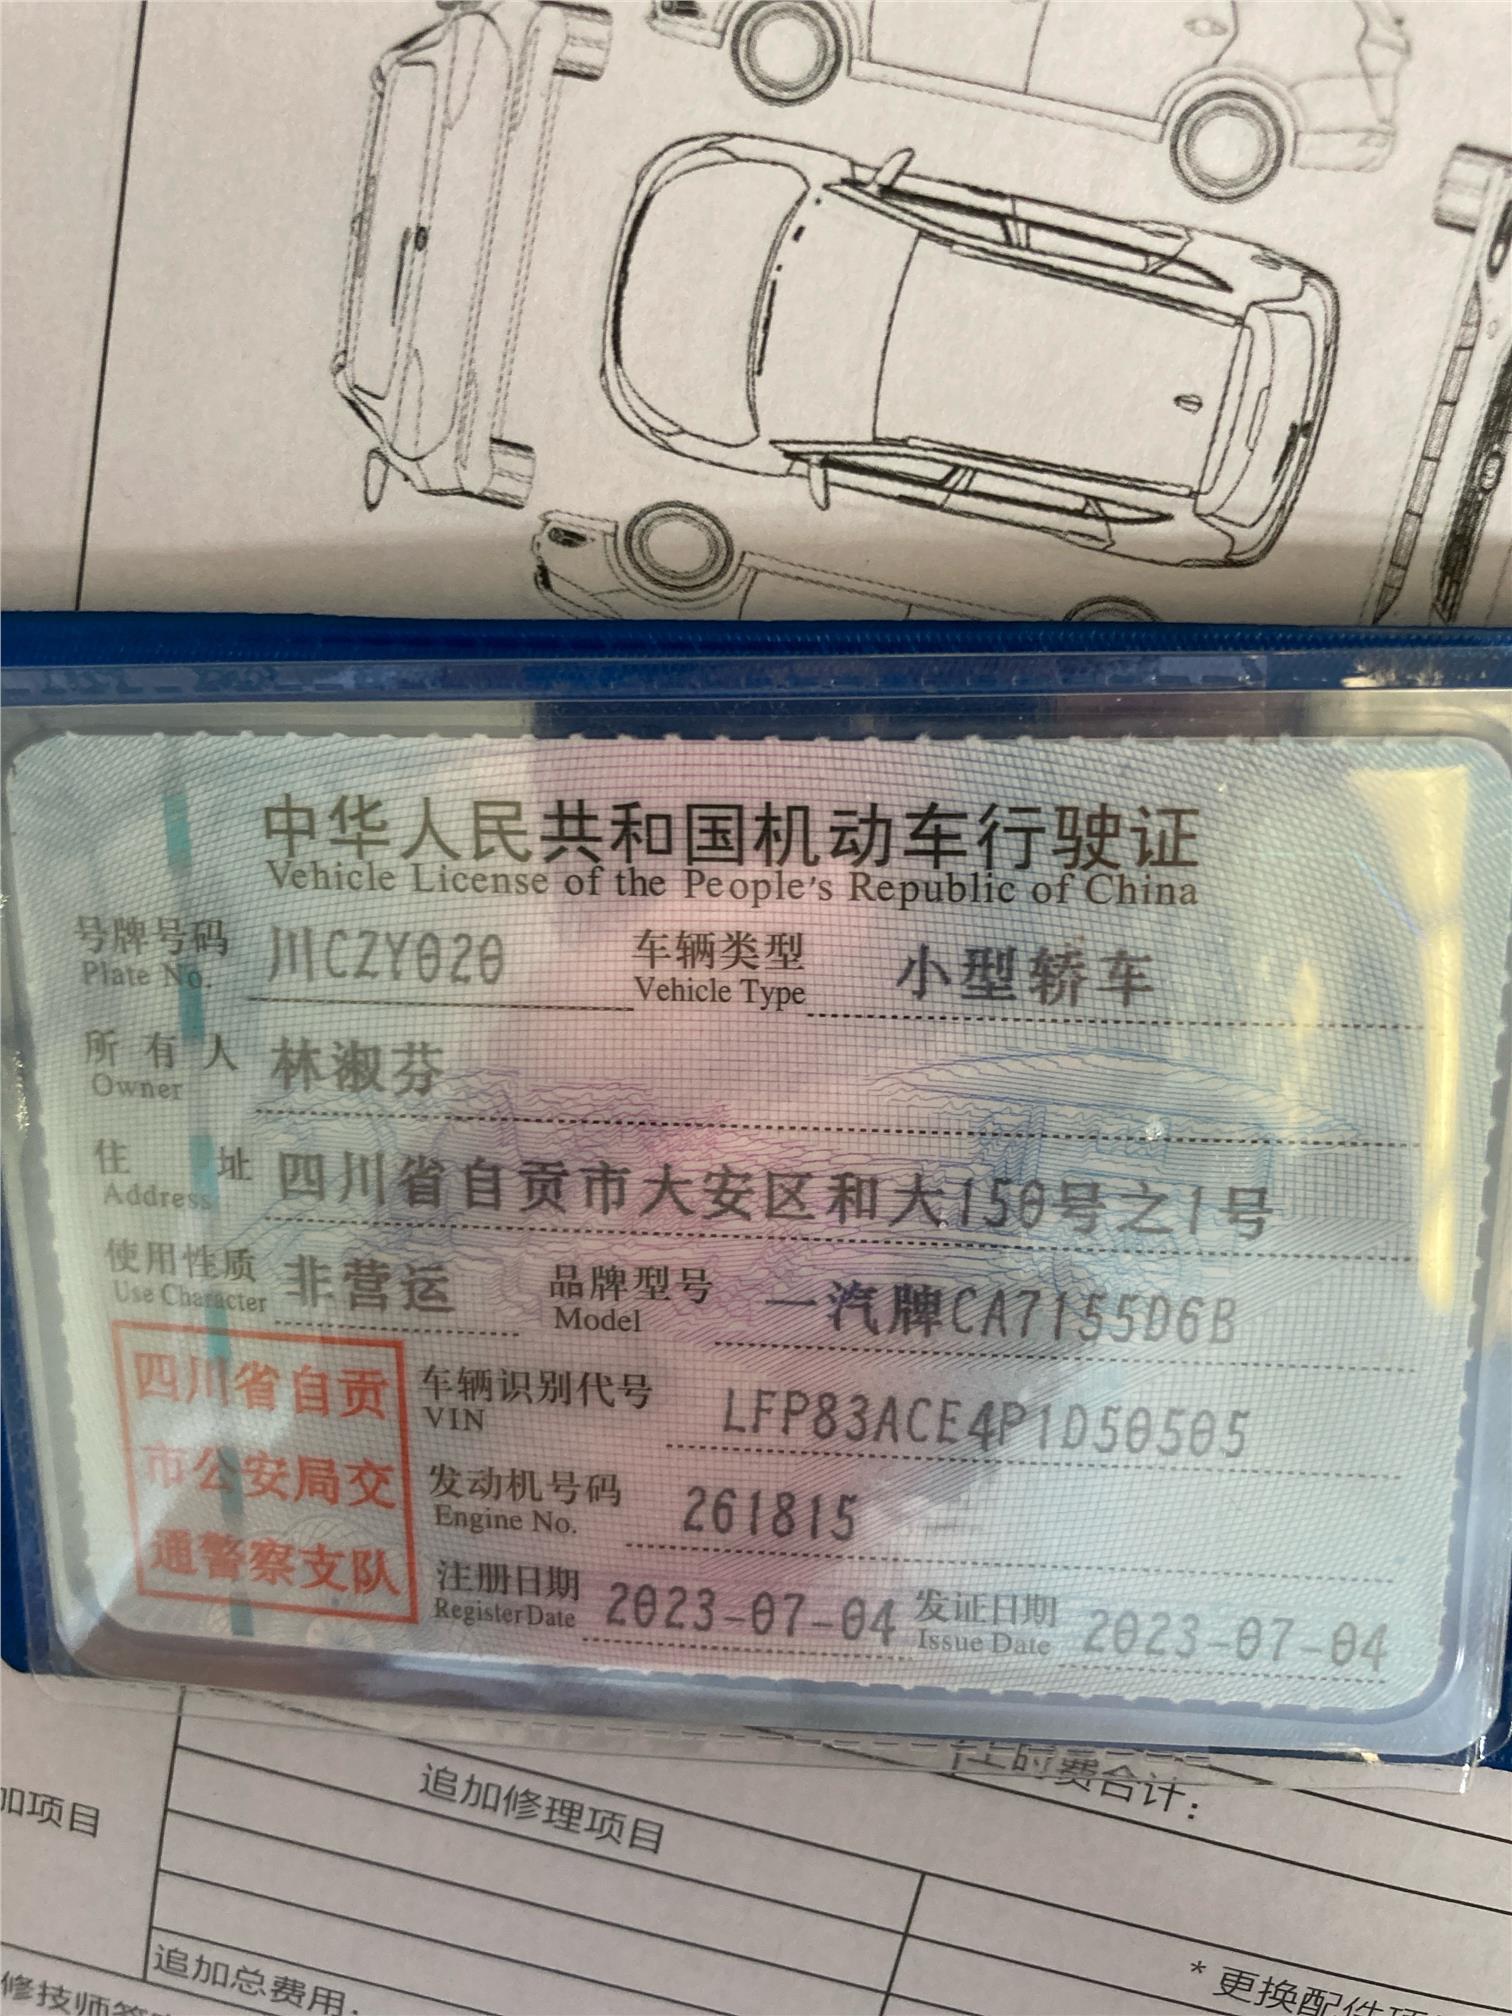 中华人民共和国机动车行驶证
Vehicle License of the People's Republic of China
号牌号码 川CZY020 车辆类型 小型轿车
Plate No. Vehicle Type
所有人 林淑芬
Owner
住址 四川省自贡市大安区和大150号之1号
Address
使用性质 非营运 品牌型号 一汽牌CA7155D6B
Use Character Model
四川省自贡
市公安局交
通警察支队
车辆识别代号 LFP83ACE4P1D50505
VIN
发动机号码 261815
Engine No.
注册日期 2023-07-04 发证日期 2023-07-04
Register Date Issue Date
工时费合计:
加项目
追加修理项目
追加总费用:
*更换配件项
修技师签